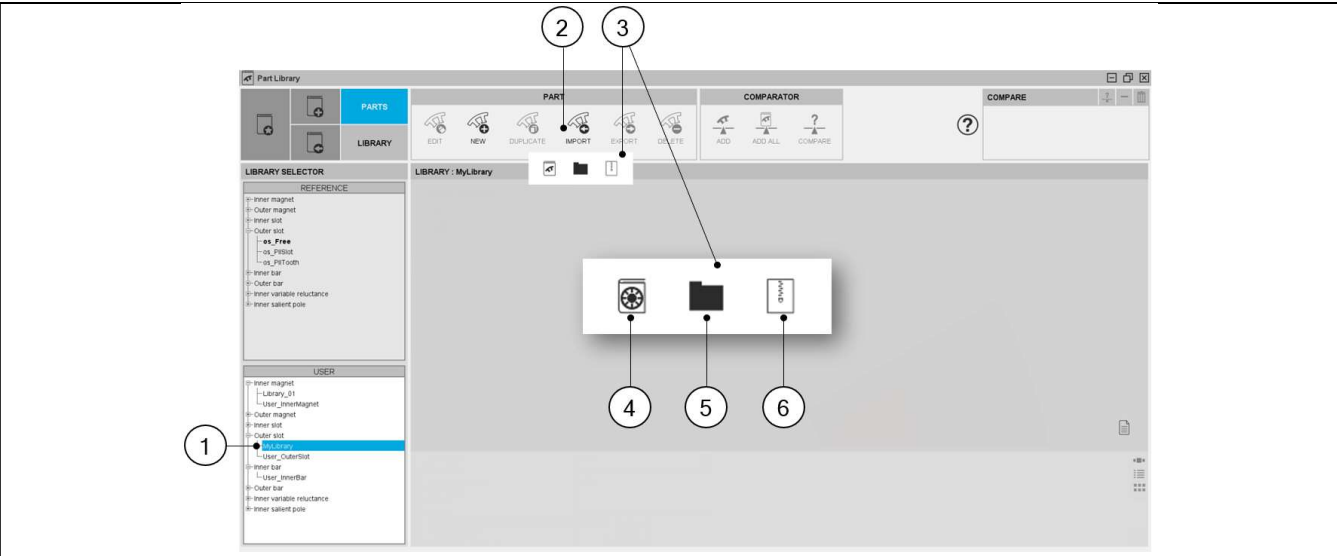 2
3
Part Library
PARTS
LIBRARY
PART
EDIT NEW DUPLICATE IMPORT EXPORT DELETE
COMPARATOR
ADD ADD ALL COMPARE
?
COMPARE
LIBRARY SELECTOR
LIBRARY : MyLibrary
REFERENCE
Inner magnet
Outer magnet
Inner slot
Outer slot
os_Free
os_PllSlot
os_PllTooth
Inner bar
Outer bar
Inner variable reluctance
Inner salient pole
4
5
6
USER
Inner magnet
Library_01
User_InnerMagnet
Outer magnet
Inner slot
Outer slot
1
MyLibrary
User_OuterSlot
Inner bar
User_InnerBar
Outer bar
Inner variable reluctance
Inner salient pole